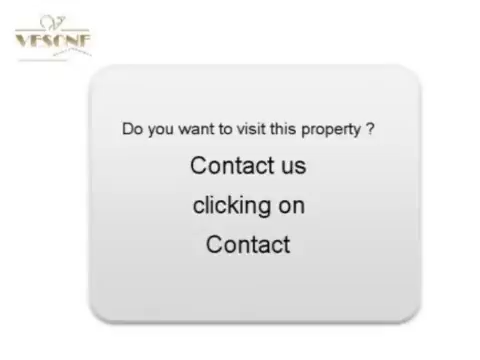 VESONE
Do you want to visit this property ?
Contact us
clicking on
Contact